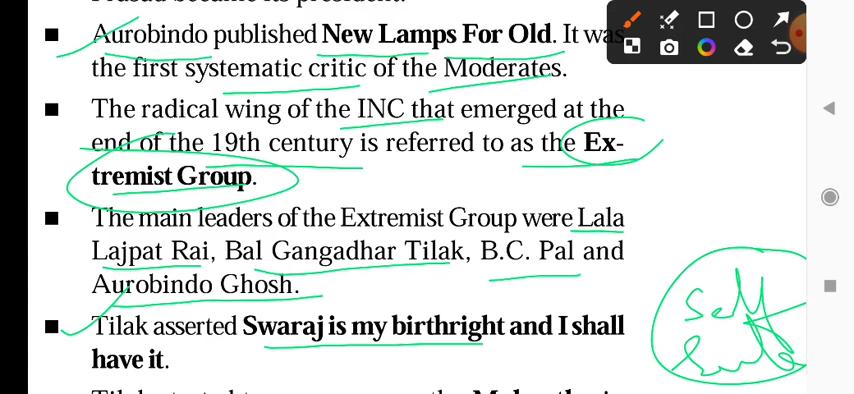 ■ Aurobindo published New Lamps For Old. It was
the first systematic critic of the Moderates.
■ The radical wing of the INC that emerged at the
end of the 19th century is referred to as the Ex-
tremist Group.
■ The main leaders of the Extremist Group were Lala
Lajpat Rai, Bal Gangadhar Tilak, B.C. Pal and
Aurobindo Ghosh.
■ Tilak asserted Swaraj is my birthright and I shall
have it.
Self